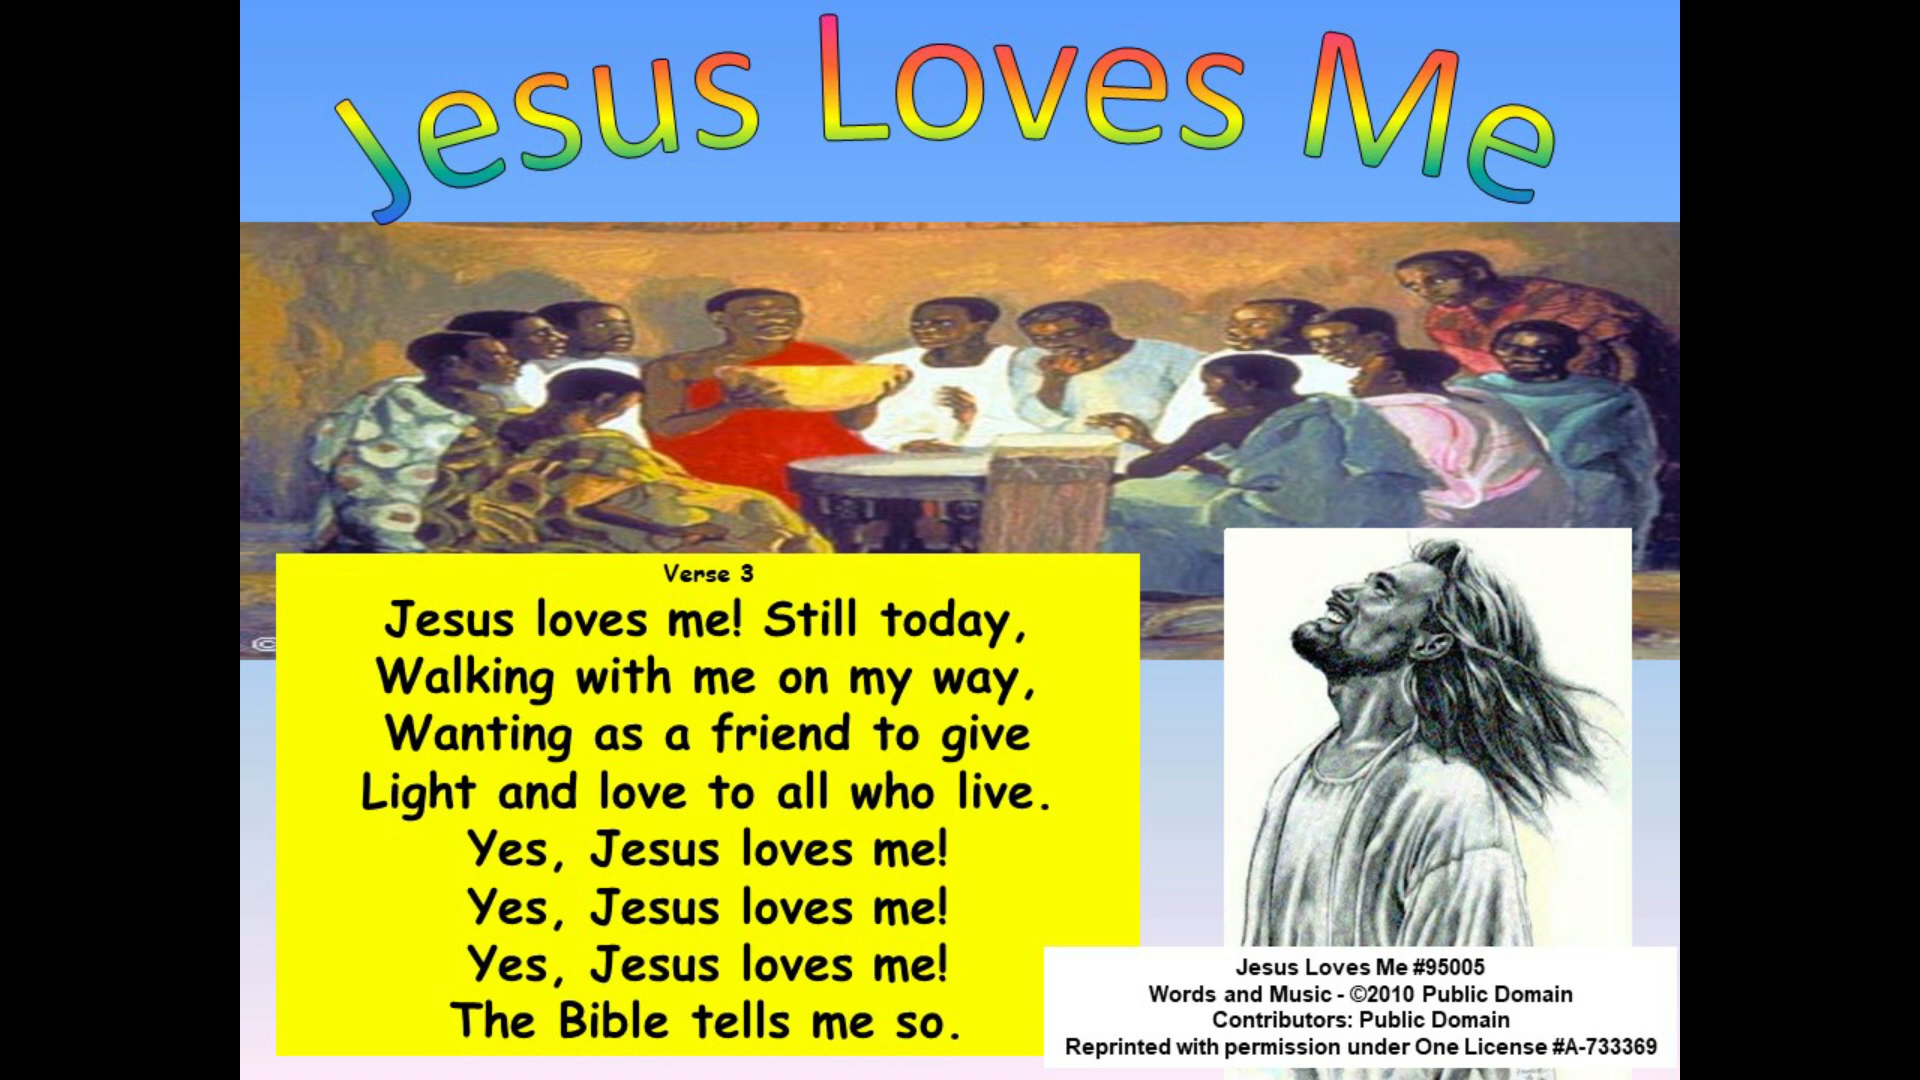 Jesus Loves Me
Verse 3
Jesus loves me! Still today,
Walking with me on my way,
Wanting as a friend to give
Light and love to all who live.
Yes, Jesus loves me!
Yes, Jesus loves me!
Yes, Jesus loves me!
The Bible tells me so.
©
Jesus Loves Me #95005
Words and Music - ©2010 Public Domain
Contributors: Public Domain
Reprinted with permission under One License #A-733369